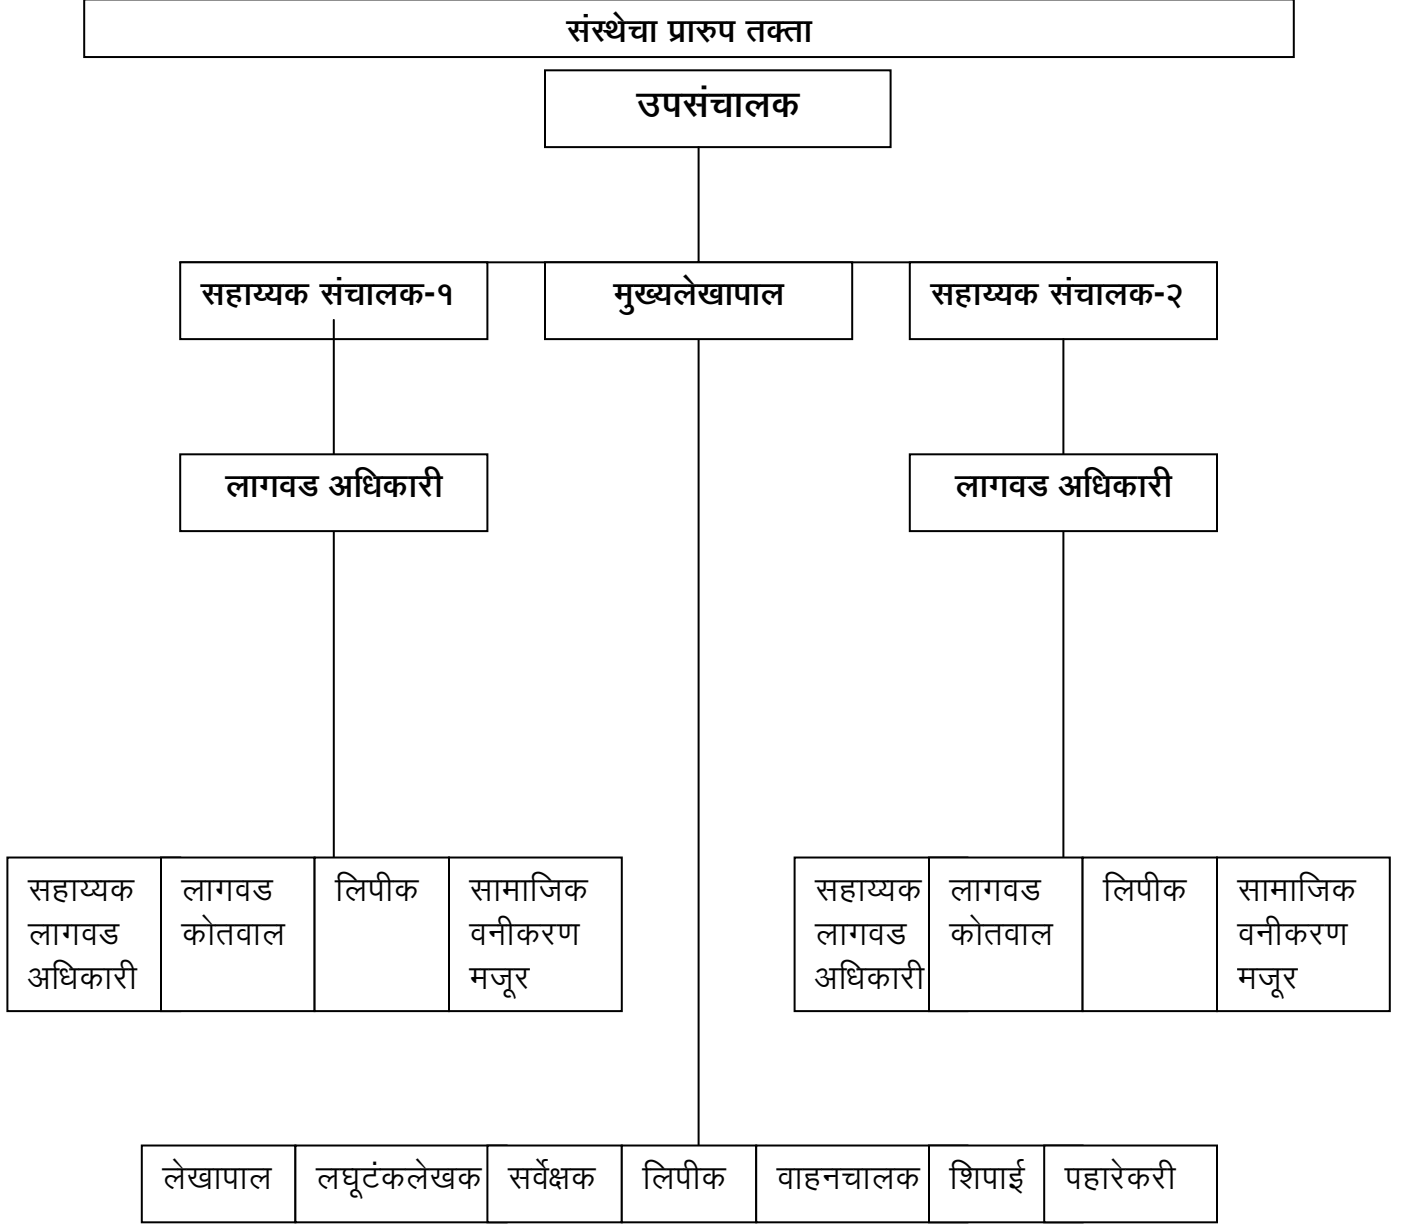 संस्थेचा प्रारुप तक्ता
उपसंचालक
सहाय्यक संचालक-१
मुख्यलेखापाल
सहाय्यक संचालक-२
लागवड अधिकारी
लागवड अधिकारी
सहाय्यक
लागवड
अधिकारी
लागवड
कोतवाल
लिपीक
सामाजिक
वनीकरण
मजूर
सहाय्यक
लागवड
अधिकारी
लागवड
कोतवाल
लिपीक
सामाजिक
वनीकरण
मजूर
लेखापाल
लघूटंकलेखक
सर्वेक्षक
लिपीक
वाहनचालक
शिपाई
पहारेकरी